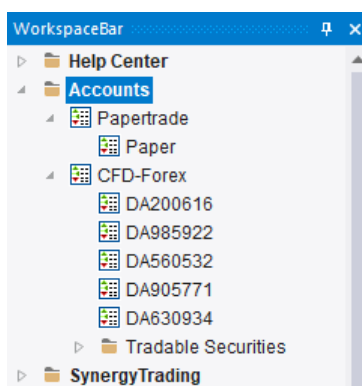 WorkspaceBar
Help Center
Accounts
Papertrade
Paper
CFD-Forex
DA200616
DA985922
DA560532
DA905771
DA630934
Tradable Securities
SynergyTrading